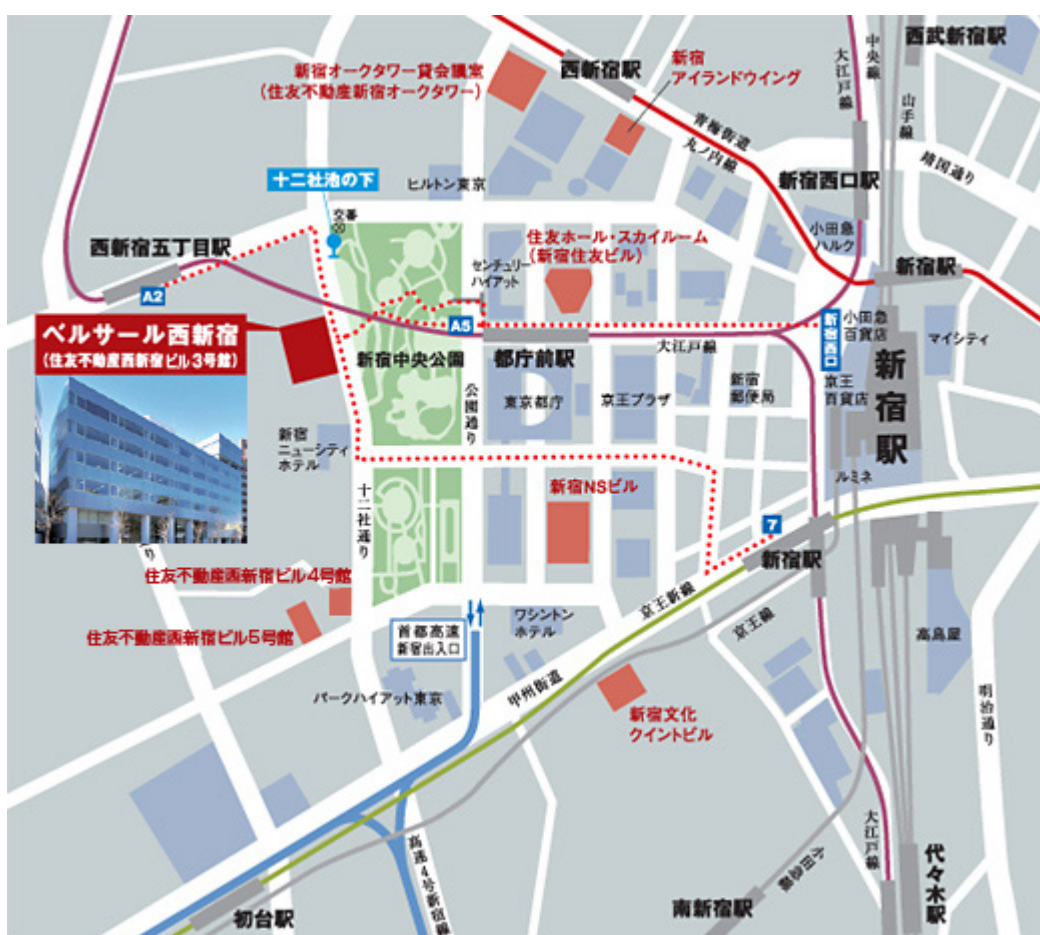 西武新宿駅
中央線
大江戸線
新宿
アイランドウイング
西新宿駅
新宿オークタワー貸会議室
(住友不動産新宿オークタワー)
山手線
青梅街道
丸ノ内線
靖国通り
新宿西口駅
十二社池の下
ヒルトン東京
交番
小田急
ハルク
西新宿五丁目駅
住友ホール・スカイルーム
(新宿住友ビル)
センチュリー
ハイアット
新宿駅
A2
A5
新宿西口
小田急
百貨店
マイシティ
ベルサール西新宿
(住友不動産西新宿ビル3号館)
新宿中央公園
都庁前駅
大江戸線
新宿駅
京王
百貨店
新宿
郵便局
公園通り
東京都庁
京王プラザ
新宿
ニューシティ
ホテル
ルミネ
十二社通り
新宿NSビル
7
新宿駅
り
住友不動産西新宿ビル4号館
京王新線
京王線
ワシントン
ホテル
首都高速
新宿出入口
住友不動産西新宿ビル5号館
高島屋
パークハイアット東京
甲州街道
新宿文化
クイントビル
明治通り
大江戸線
高速4号新宿線
小田急線
代々木駅
初台駅
南新宿駅